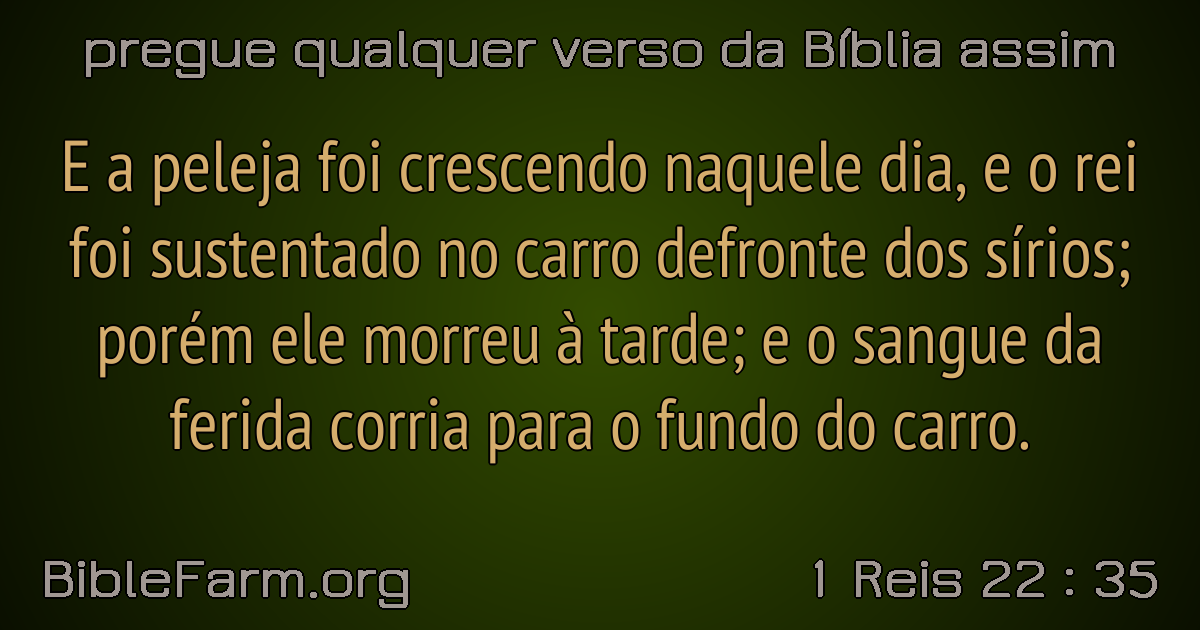 pregue qualquer verso da Bíblia assim
E a peleja foi crescendo naquele dia, e o rei
foi sustentado no carro defronte dos sírios;
porém ele morreu à tarde; e o sangue da
ferida corria para o fundo do carro.
BibleFarm.org
1 Reis 22 : 35